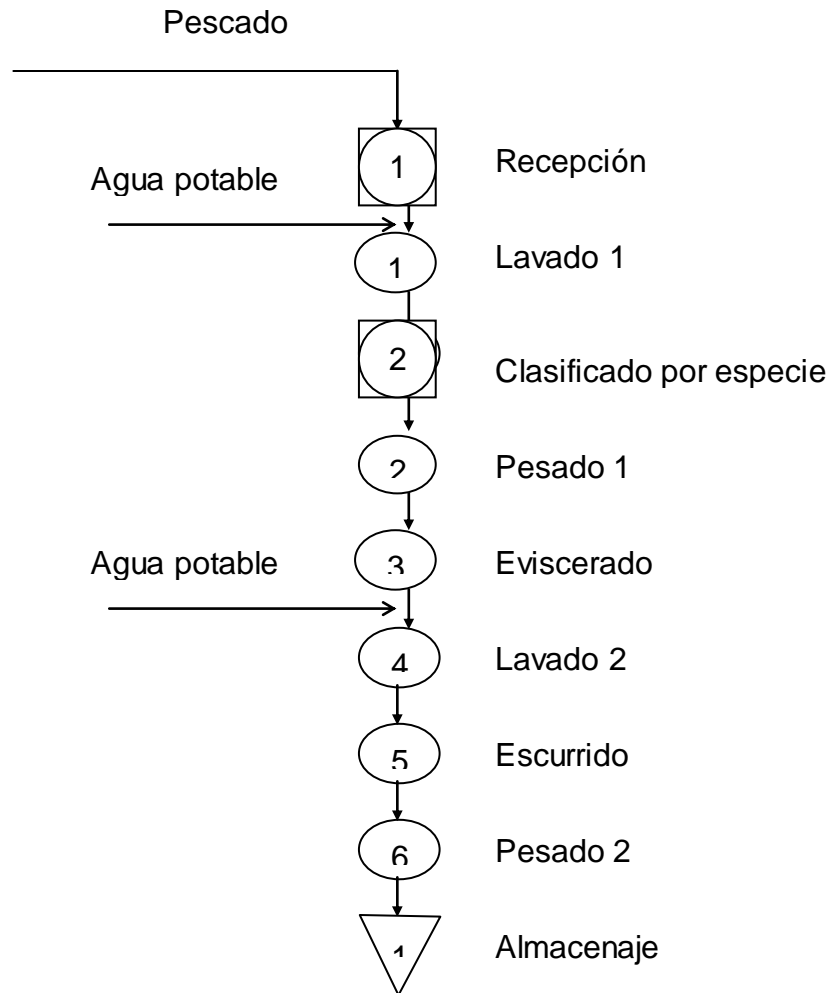 Pescado
1 Recepción
Agua potable
1 Lavado 1
2 Clasificado por especie
2 Pesado 1
3 Eviscerado
Agua potable
4 Lavado 2
5 Escurrido
6 Pesado 2
1 Almacenaje